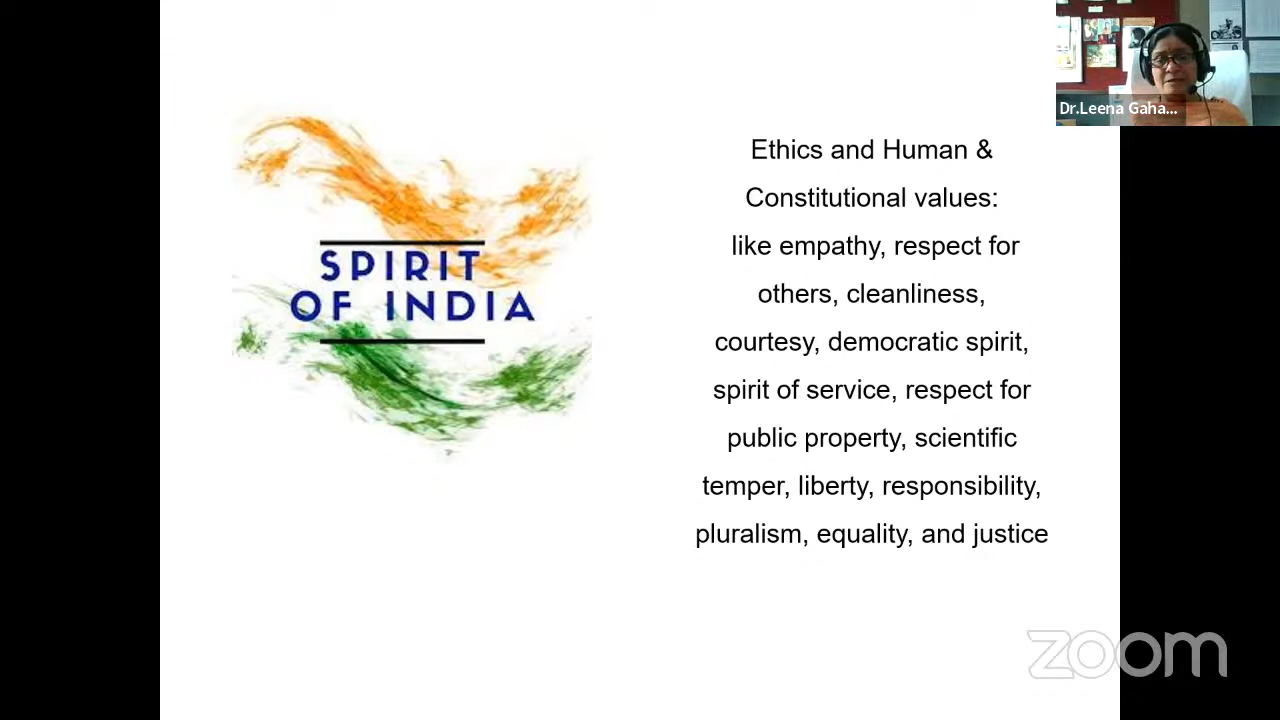 Dr.Leena Gaha...
SPIRIT
OF INDIA
Ethics and Human &
Constitutional values:
like empathy, respect for
others, cleanliness,
courtesy, democratic spirit,
spirit of service, respect for
public property, scientific
temper, liberty, responsibility,
pluralism, equality, and justice
zoom